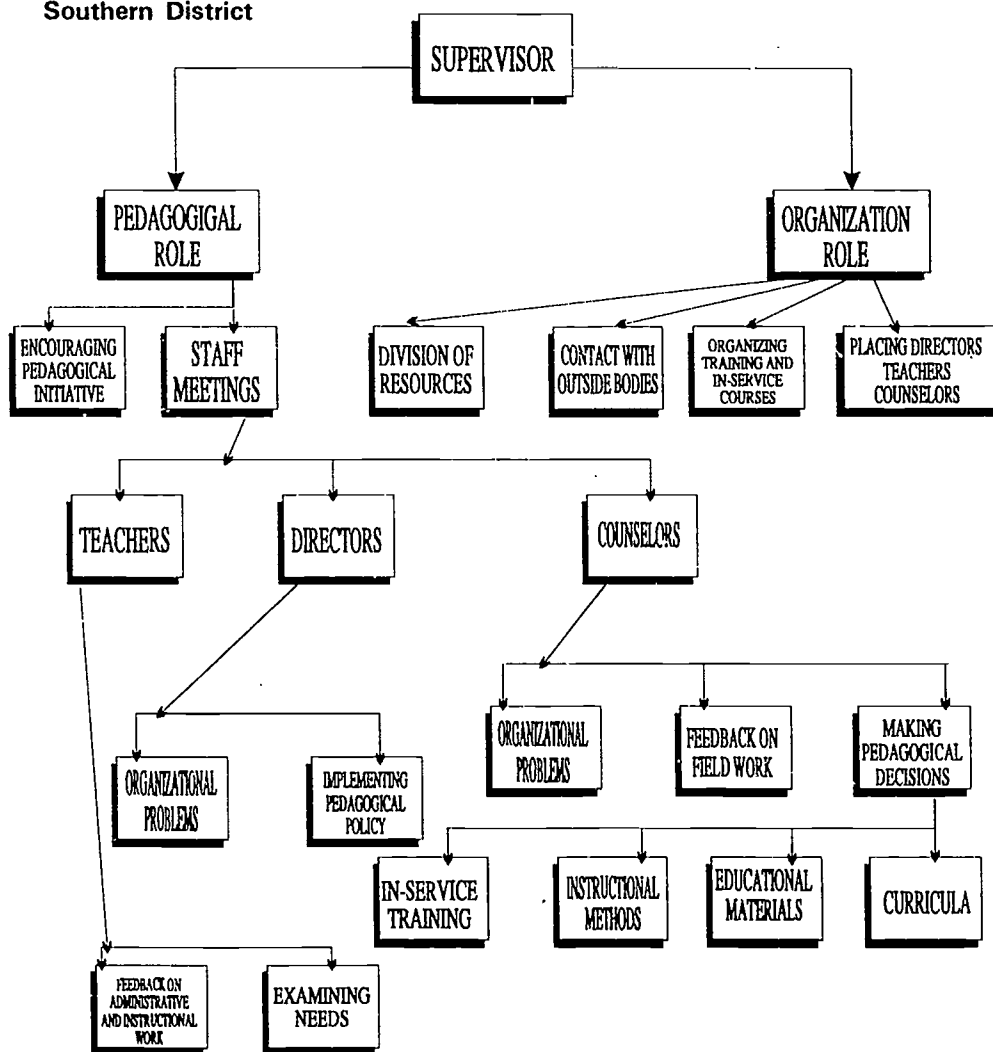 Southern District
SUPERVISOR
PEDAGOGIGAL
ROLE
ORGANIZATION
ROLE
ENCOURAGING
PEDAGOGICAL
INITIATIVE
STAFF
MEETINGS
DIVISION OF
RESOURCES
CONTACT WITH
OUTSIDE BODIES
ORGANIZING
TRAINING AND
IN-SERVICE
COURSES
PLACING DIRECTORS
TEACHERS
COUNSELORS
TEACHERS
DIRECTORS
COUNSELORS
ORGANIZATIONAL
PROBLEMS
FEEDBACK ON
FIELD WORK
MAKING
PEDAGOGICAL
DECISIONS
ORGANIZATIONAL
PROBLEMS
IMPLEMENTING
PEDAGOGICAL
POLICY
IN-SERVICE
TRAINING
INSTRUCTIONAL
METHODS
EDUCATIONAL
MATERIALS
CURRICULA
FEEDBACK ON
ADMINISTRATIVE
AND INSTRUCTIONAL
WORK
EXAMINING
NEEDS